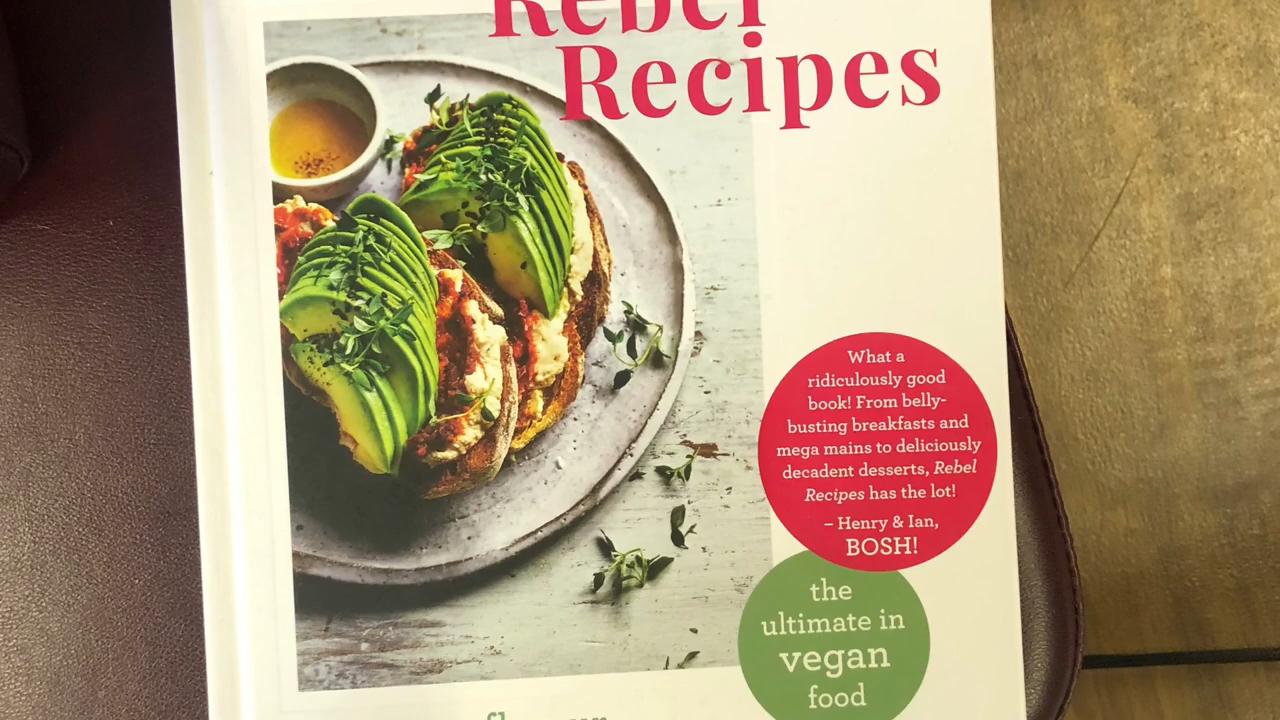 Rebel
Recipes
What a
ridiculously good
book! From belly-
busting breakfasts and
mega mains to deliciously
decadent desserts, Rebel
Recipes has the lot!
– Henry & Ian,
BOSH!
the
ultimate in
vegan
food